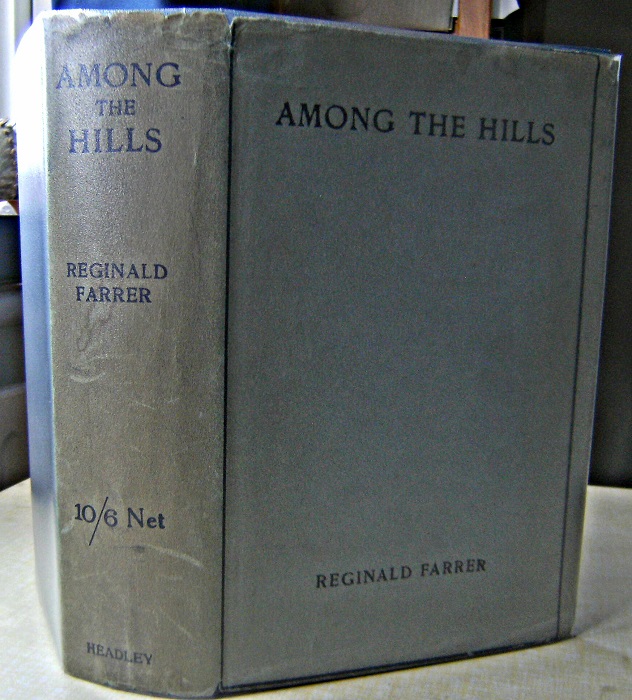 AMONG
THE
HILLS
REGINALD
FARRER
10/6 Net
HEADLEY
AMONG THE HILLS
REGINALD FARRER